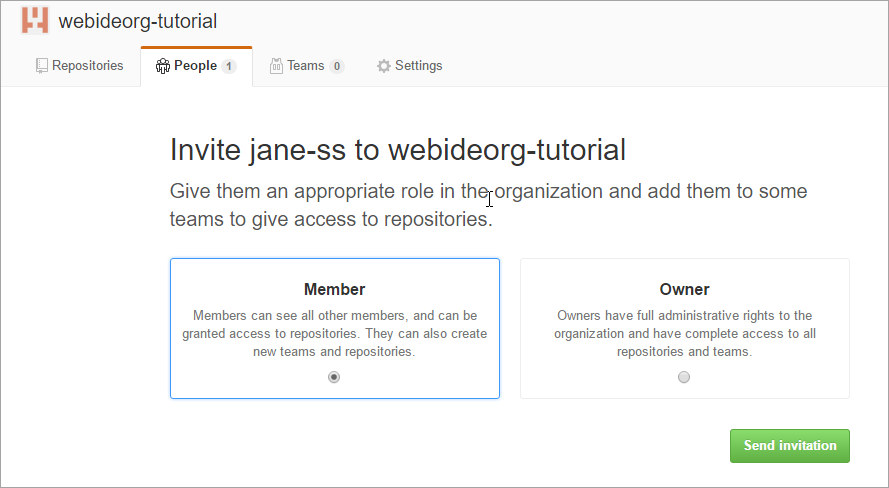 webideorg-tutorial
Repositories People 1 Teams 0 Settings
Invite jane-ss to webideorg-tutorial
Give them an appropriate role in the organization and add them to some
teams to give access to repositories.
Member
Members can see all other members, and can be
granted access to repositories. They can also create
new teams and repositories.
Owner
Owners have full administrative rights to the
organization and have complete access to all
repositories and teams.
Send invitation